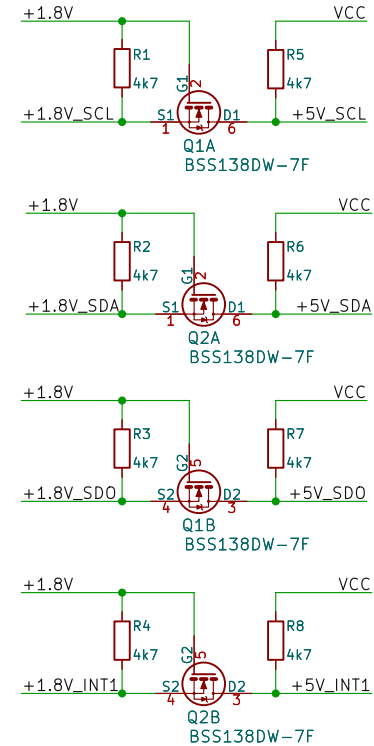 +1.8V VCC
R1 R5
4k7 G1 2 4k7
+1.8V_SCL S1 D1 +5V_SCL
1 6
Q1A
BSS138DW-7F
+1.8V VCC
R2 R6
4k7 G1 2 4k7
+1.8V_SDA S1 D1 +5V_SDA
1 6
Q2A
BSS138DW-7F
+1.8V VCC
R3 R7
4k7 G2 5 4k7
+1.8V_SDO S2 D2 +5V_SDO
4 3
Q1B
BSS138DW-7F
+1.8V VCC
R4 R8
4k7 G2 5 4k7
+1.8V_INT1 S2 D2 +5V_INT1
4 3
Q2B
BSS138DW-7F